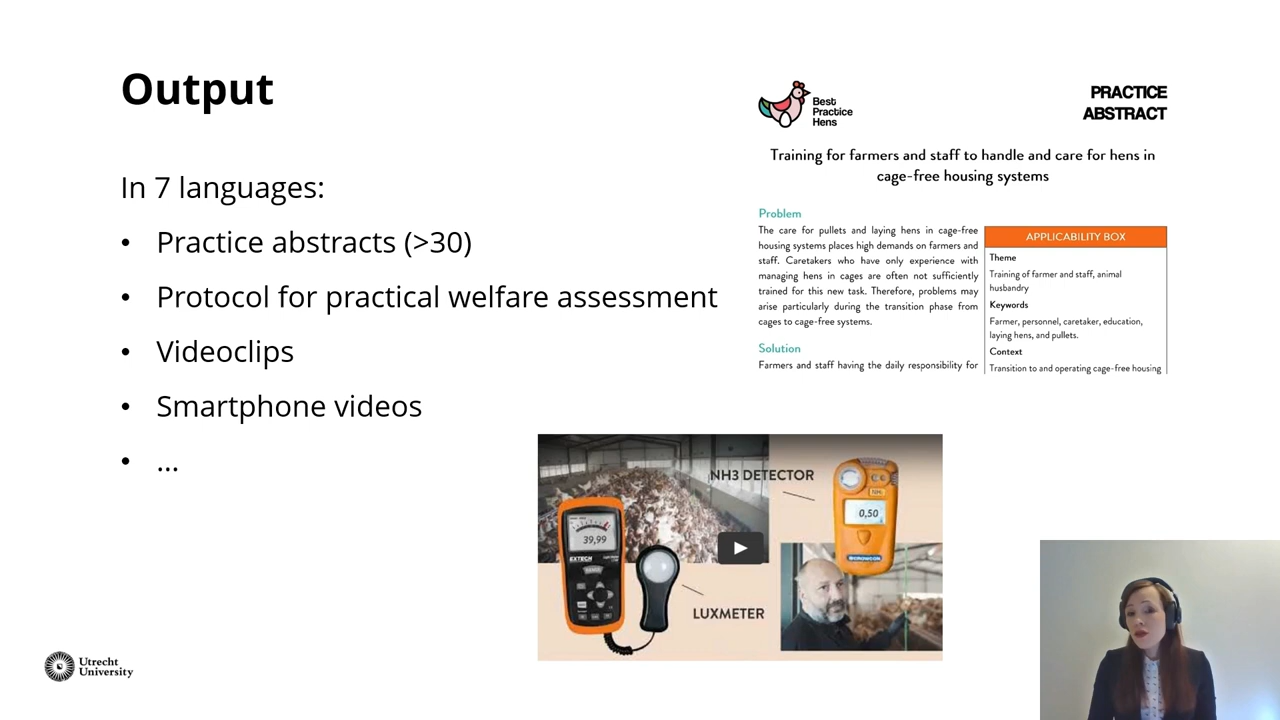 Output
In 7 languages:
• Practice abstracts (>30)
• Protocol for practical welfare assessment
• Videoclips
• Smartphone videos
• ...
Best
Practice
Hens
PRACTICE
ABSTRACT
Training for farmers and staff to handle and care for hens in
cage-free housing systems
Problem
The care for pullets and laying hens in cage-free
housing systems places high demands on farmers and
staff. Caretakers who have only experience with
managing hens in cages are often not sufficiently
trained for this new task. Therefore, problems may
arise particularly during the transition phase from
cages to cage-free systems.
Solution
Farmers and staff having the daily responsibility for
APPLICABILITY BOX
Theme
Training of farmer and staff, animal
husbandry
Keywords
Farmer, personnel, caretaker, education,
laying hens, and pullets.
Context
Transition to and operating cage-free housing
NH3 DETECTOR
0,50
39,99
EXTECH
LUXMETER
Utrecht
University